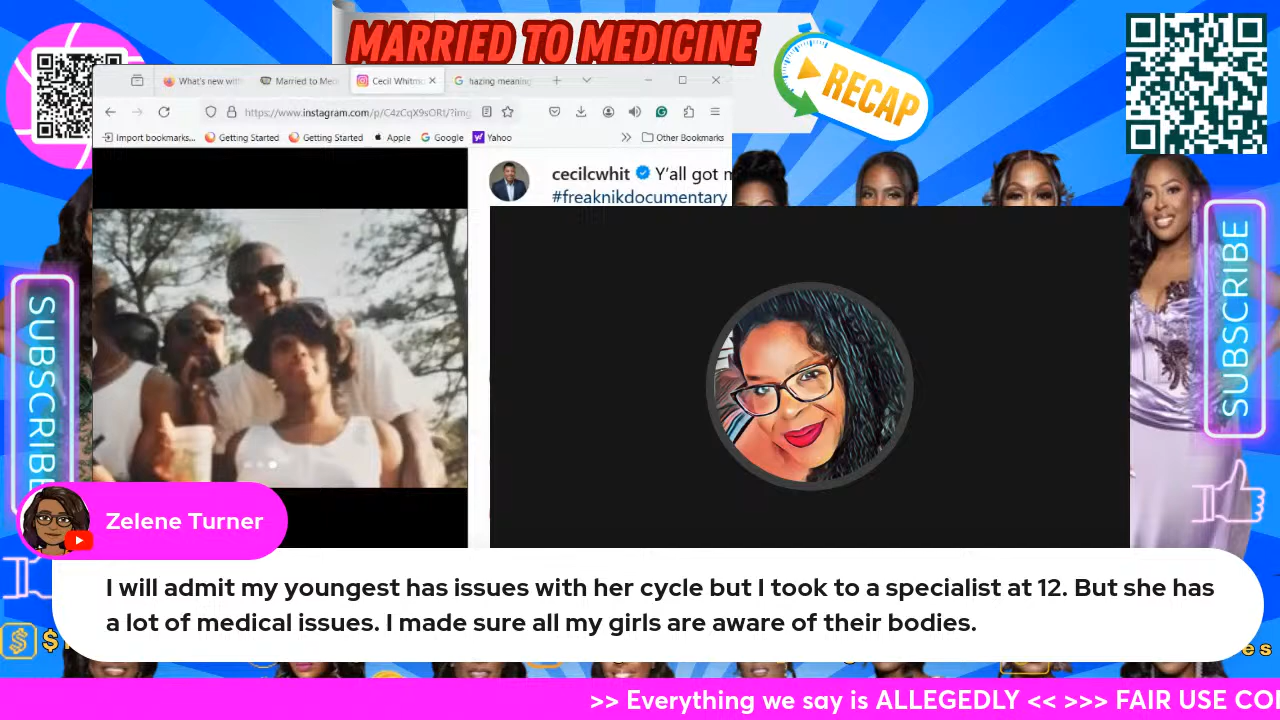 MARRIED TO MEDICINE
RECAP
What's new with
Married to Med
Cecil Whitmo
hazing meaning
https://www.instagram.com/p/C4zCqX9sORt/?img
Import bookmarks...
Getting Started
Getting Started
Apple
Google
Yahoo
Other Bookmarks
cecilcwhit Y'all got m
#freaknikdocumentary
SUBSCRIBE
SUBSCRIBE
Zelene Turner
I will admit my youngest has issues with her cycle but I took to a specialist at 12. But she has
a lot of medical issues. I made sure all my girls are aware of their bodies.
>> Everything we say is ALLEGEDLY << >>> FAIR USE CO